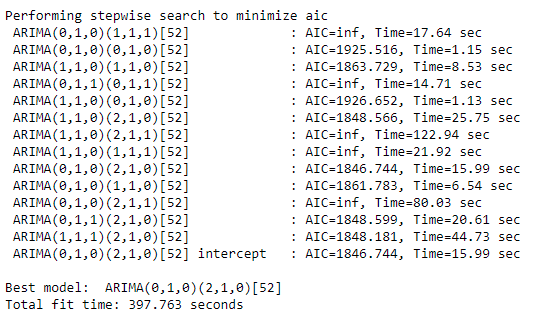 Performing stepwise search to minimize aic
ARIMA(0,1,0)(1,1,1)[52] : AIC=inf, Time=17.64 sec
ARIMA(0,1,0)(0,1,0)[52] : AIC=1925.516, Time=1.15 sec
ARIMA(1,1,0)(1,1,0)[52] : AIC=1863.729, Time=8.53 sec
ARIMA(0,1,1)(0,1,1)[52] : AIC=inf, Time=14.71 sec
ARIMA(1,1,0)(0,1,0)[52] : AIC=1926.652, Time=1.13 sec
ARIMA(1,1,0)(2,1,0)[52] : AIC=1848.566, Time=25.75 sec
ARIMA(1,1,0)(2,1,1)[52] : AIC=inf, Time=122.94 sec
ARIMA(1,1,0)(1,1,1)[52] : AIC=inf, Time=21.92 sec
ARIMA(0,1,0)(2,1,0)[52] : AIC=1846.744, Time=15.99 sec
ARIMA(0,1,0)(1,1,0)[52] : AIC=1861.783, Time=6.54 sec
ARIMA(0,1,0)(2,1,1)[52] : AIC=inf, Time=80.03 sec
ARIMA(0,1,1)(2,1,0)[52] : AIC=1848.599, Time=20.61 sec
ARIMA(1,1,1)(2,1,0)[52] : AIC=1848.181, Time=44.73 sec
ARIMA(0,1,0)(2,1,0)[52] intercept : AIC=1846.744, Time=15.99 sec
Best model: ARIMA(0,1,0)(2,1,0)[52]
Total fit time: 397.763 seconds